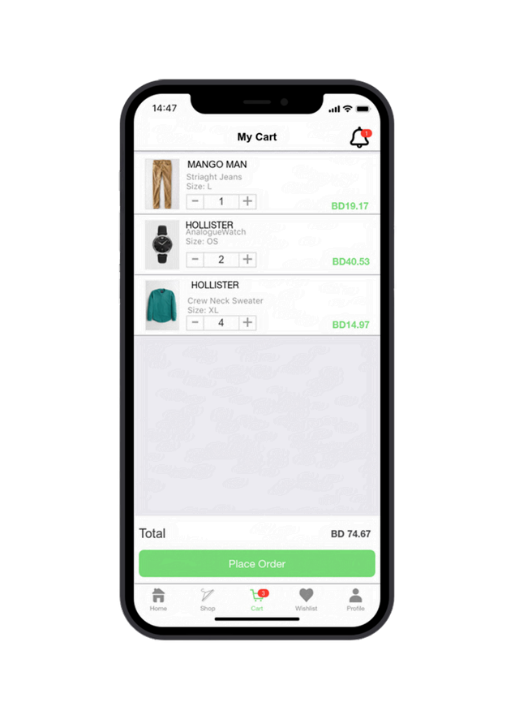 14:47
My Cart
1
MANGO MAN
Striaght Jeans
Size: L
− 1 +
BD19.17
HOLLISTER
AnalogueWatch
Size: OS
− 2 +
BD40.53
HOLLISTER
Crew Neck Sweater
Size: XL
− 4 +
BD14.97
Total BD 74.67
Place Order
Home Shop Cart Wishlist Profile